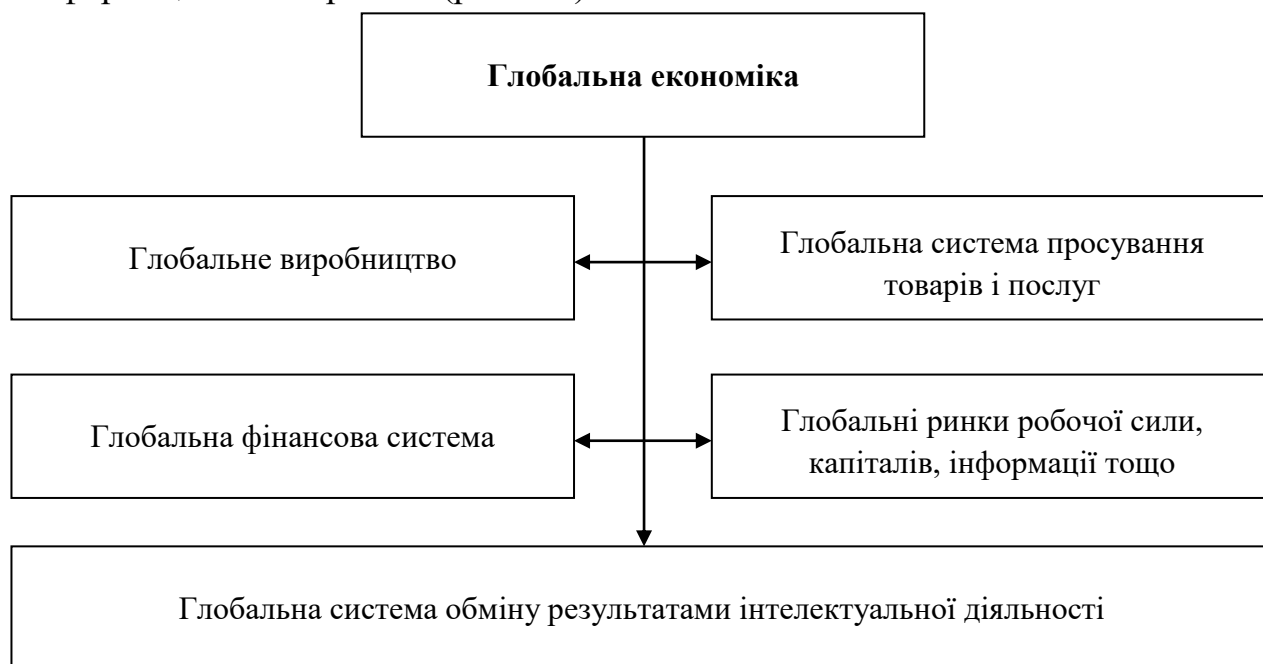 Глобальна економіка
Глобальне виробництво
Глобальна система просування
товарів і послуг
Глобальна фінансова система
Глобальні ринки робочої сили,
капіталів, інформації тощо
Глобальна система обміну результатами інтелектуальної діяльності